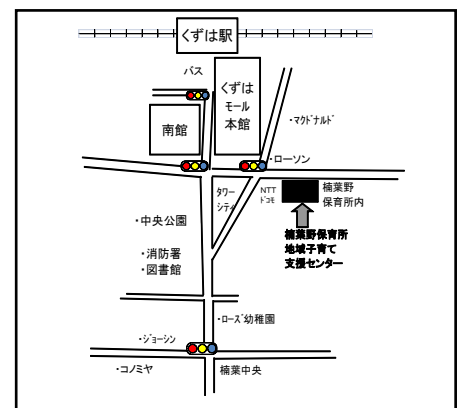 くずは駅
バス
くずは
モール
本館
南館
・マクドナルド
・ローソン
タワー
シティ
NTT
ドコモ
楠葉野
保育所内
・中央公園
楠葉野保育所
地域子育て
支援センター
・消防署
・図書館
・ローズ幼稚園
・ジョーシン
・コノミヤ
楠葉中央